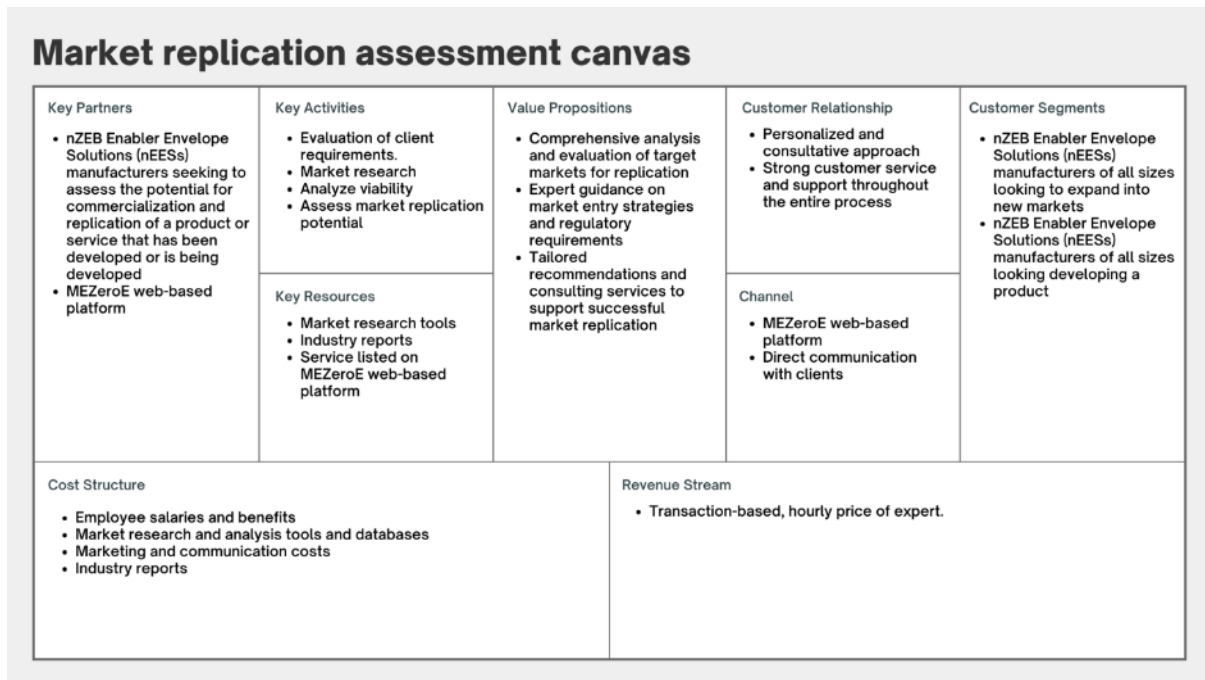 Market replication assessment canvas
Key Partners
• nZEB Enabler Envelope
Solutions (nEESs)
manufacturers seeking to
assess the potential for
commercialization and
replication of a product or
service that has been
developed or is being
developed
• MEZeroE web-based
platform
Key Activities
• Evaluation of client
requirements.
• Market research
• Analyze viability
• Assess market replication
potential
Key Resources
• Market research tools
• Industry reports
• Service listed on
MEZeroE web-based
platform
Value Propositions
• Comprehensive analysis
and evaluation of target
markets for replication
• Expert guidance on
market entry strategies
and regulatory
requirements
• Tailored
recommendations and
consulting services to
support successful
market replication
Customer Relationship
• Personalized and
consultative approach
• Strong customer service
and support throughout
the entire process
Channel
• MEZeroE web-based
platform
• Direct communication
with clients
Customer Segments
• nZEB Enabler Envelope
Solutions (nEESs)
manufacturers of all sizes
looking to expand into
new markets
• nZEB Enabler Envelope
Solutions (nEESs)
manufacturers of all sizes
looking developing a
product
Cost Structure
• Employee salaries and benefits
• Market research and analysis tools and databases
• Marketing and communication costs
• Industry reports
Revenue Stream
• Transaction-based, hourly price of expert.